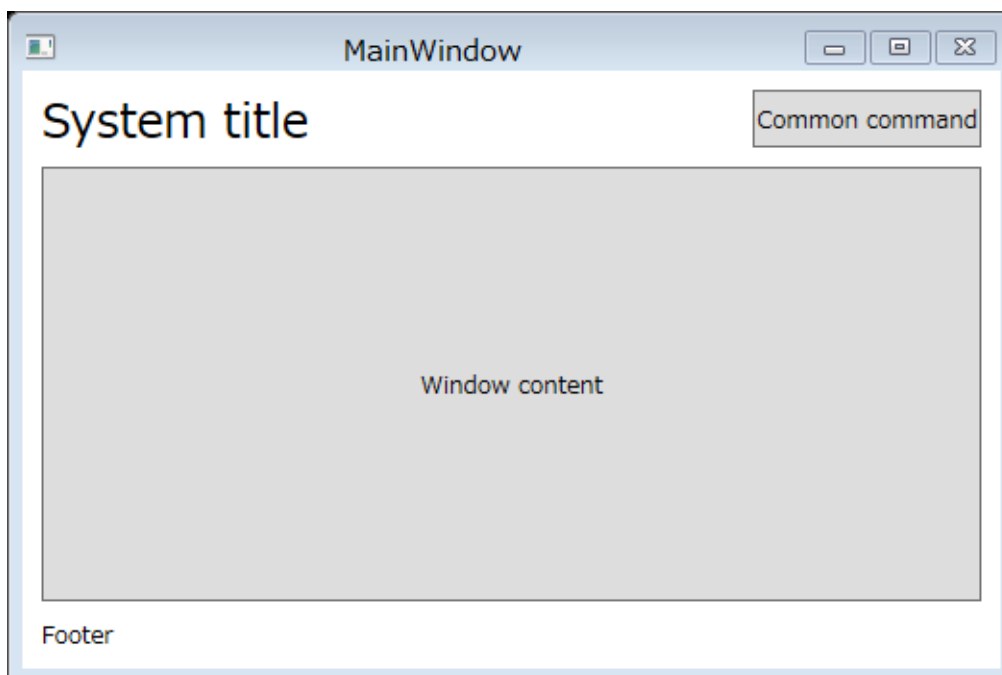 MainWindow
System title
Common command
Window content
Footer